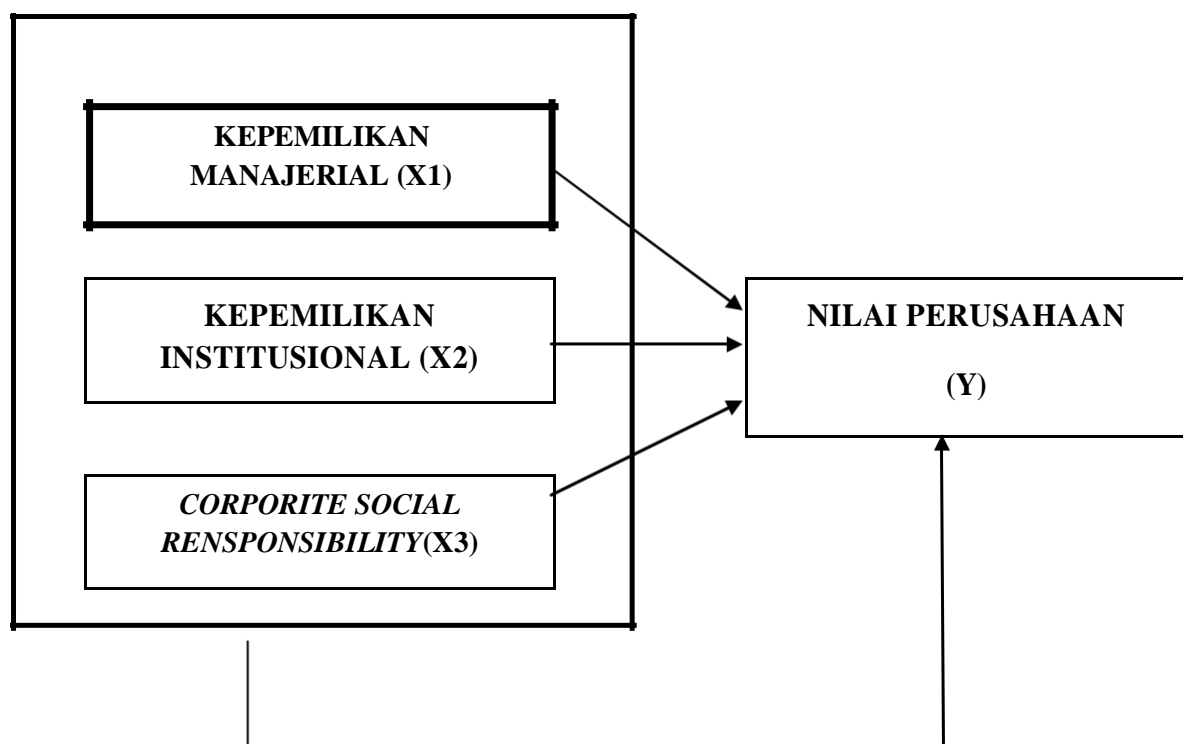 KEPEMILIKAN
MANAJERIAL (X1)
KEPEMILIKAN
INSTITUSIONAL (X2)
CORPORITE SOCIAL
RENSPONSIBILITY(X3)
NILAI PERUSAHAAN
(Y)